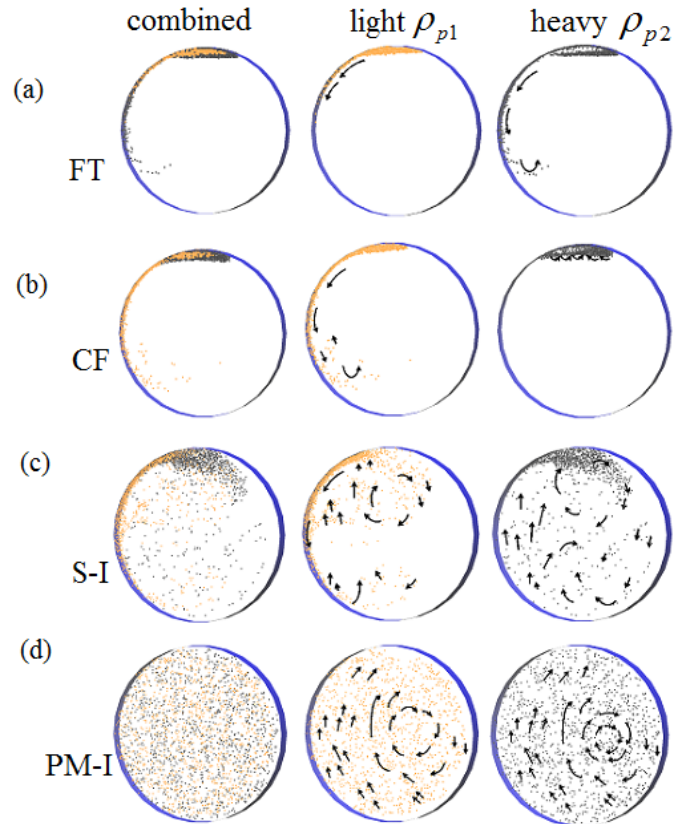 combined light ρp1 heavy ρp2
(a)
FT
(b)
CF
(c)
S-I
(d)
PM-I